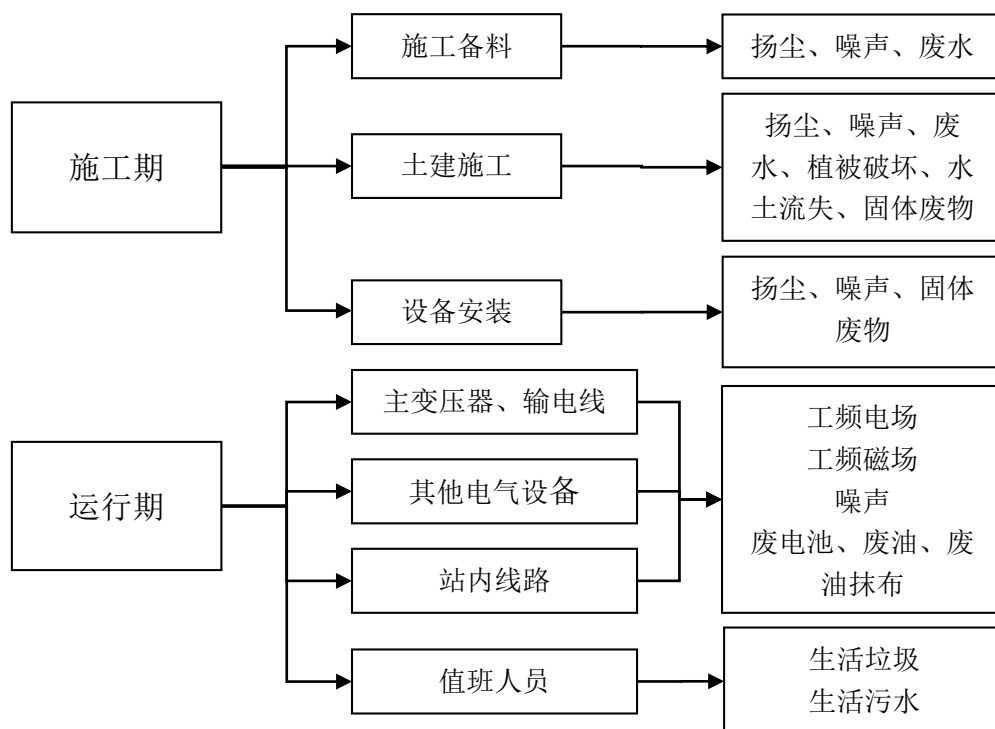 施工备料
扬尘、噪声、废水
施工期
土建施工
扬尘、噪声、废
水、植被破坏、水
土流失、固体废物
设备安装
扬尘、噪声、固体
废物
运行期
主变压器、输电线
其他电气设备
站内线路
工频电场
工频磁场
噪声
废电池、废油、废
油抹布
值班人员
生活垃圾
生活污水